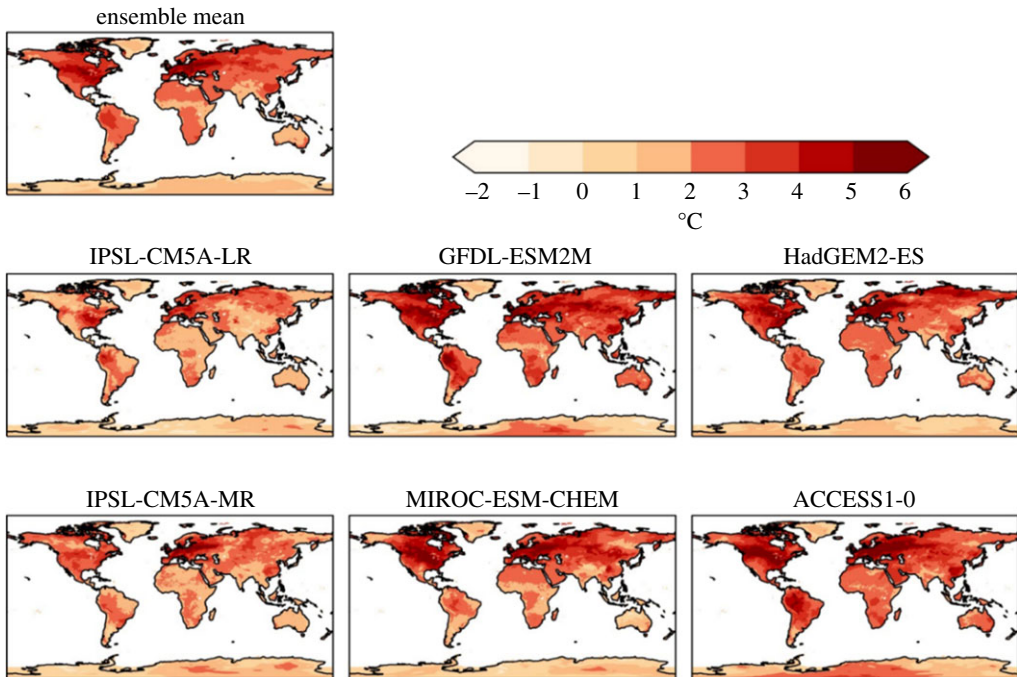 ensemble mean
–2 –1 0 1 2 3 4 5 6
°C
IPSL-CM5A-LR GFDL-ESM2M HadGEM2-ES
IPSL-CM5A-MR MIROC-ESM-CHEM ACCESS1-0